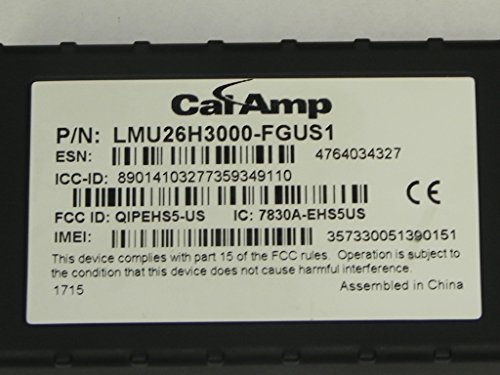 CalAmp
P/N: LMU26H3000-FGUS1
ESN: 4764034327
ICC-ID: 89014103277359349110
CE
FCC ID: QIPEHS5-US IC: 7830A-EHS5US
IMEI: 357330051390151
This device complies with part 15 of the FCC rules. Operation is subject to
the condition that this device does not cause harmful interference.
1715 Assembled in China